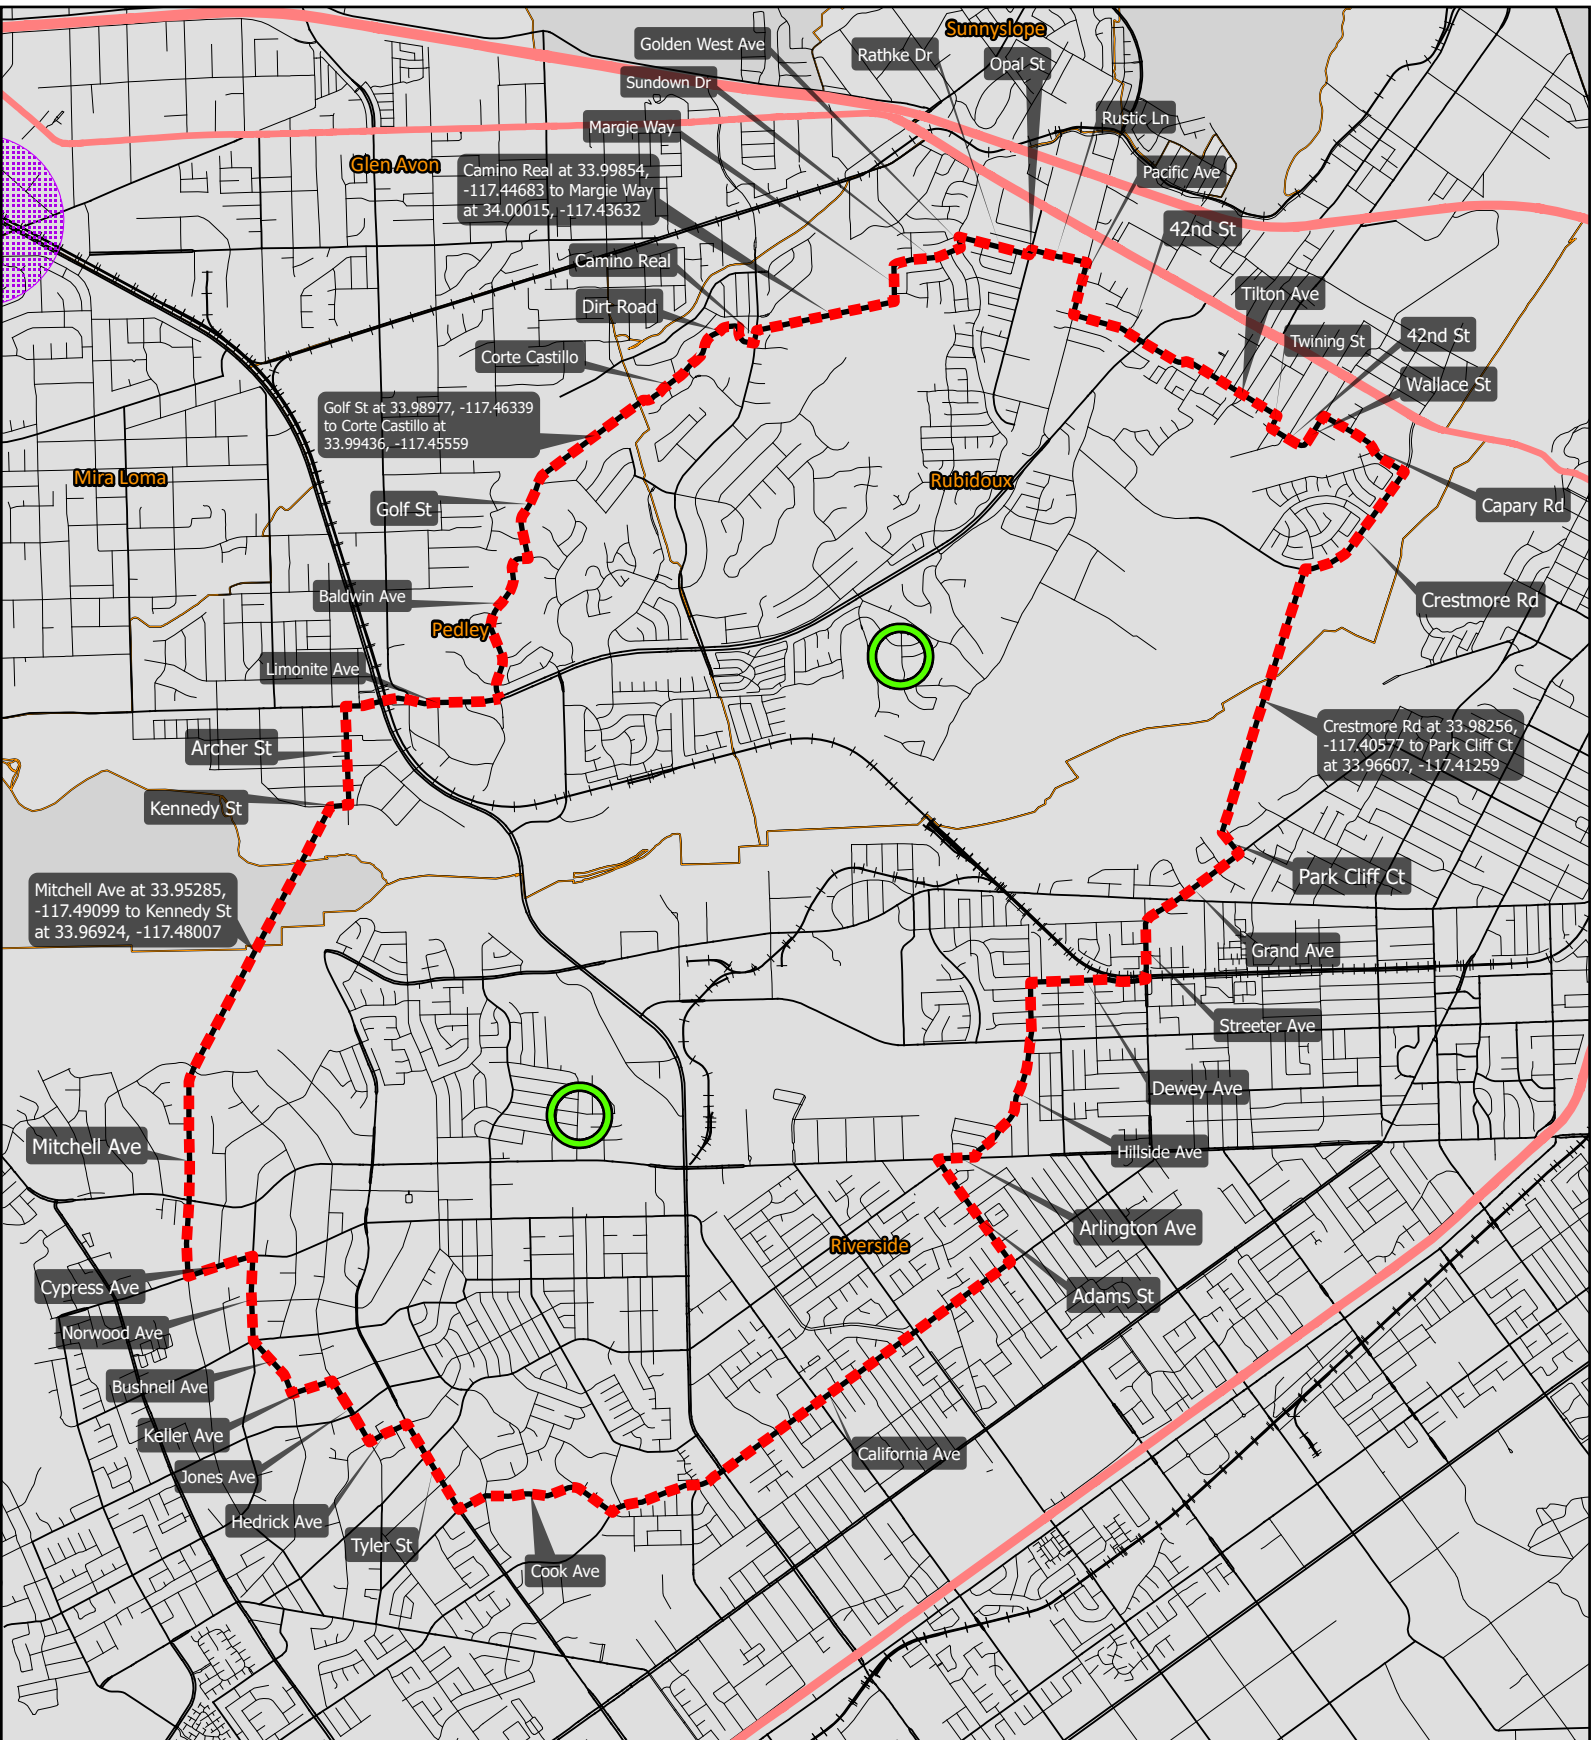 Sunnyslope
Golden West Ave
Rathke Dr
Opal St
Sundown Dr
Rustic Ln
Margie Way
Glen Avon
Camino Real at 33.99854,
-117.44683 to Margie Way
at 34.00015, -117.43632
Pacific Ave
42nd St
Camino Real
Tilton Ave
Dirt Road
Twining St
42nd St
Corte Castillo
Wallace St
Golf St at 33.98977, -117.46339
to Corte Castillo at
33.99436, -117.45559
Mira Loma
Rubidoux
Golf St
Capary Rd
Baldwin Ave
Crestmore Rd
Pedley
Limonite Ave
Archer St
Crestmore Rd at 33.98256,
-117.40577 to Park Cliff Ct
at 33.96607, -117.41259
Kennedy St
Park Cliff Ct
Mitchell Ave at 33.95285,
-117.49099 to Kennedy St
at 33.96924, -117.48007
Grand Ave
Streeter Ave
Dewey Ave
Mitchell Ave
Hillside Ave
Arlington Ave
Riverside
Cypress Ave
Adams St
Norwood Ave
Bushnell Ave
Keller Ave
California Ave
Jones Ave
Hedrick Ave
Tyler St
Cook Ave